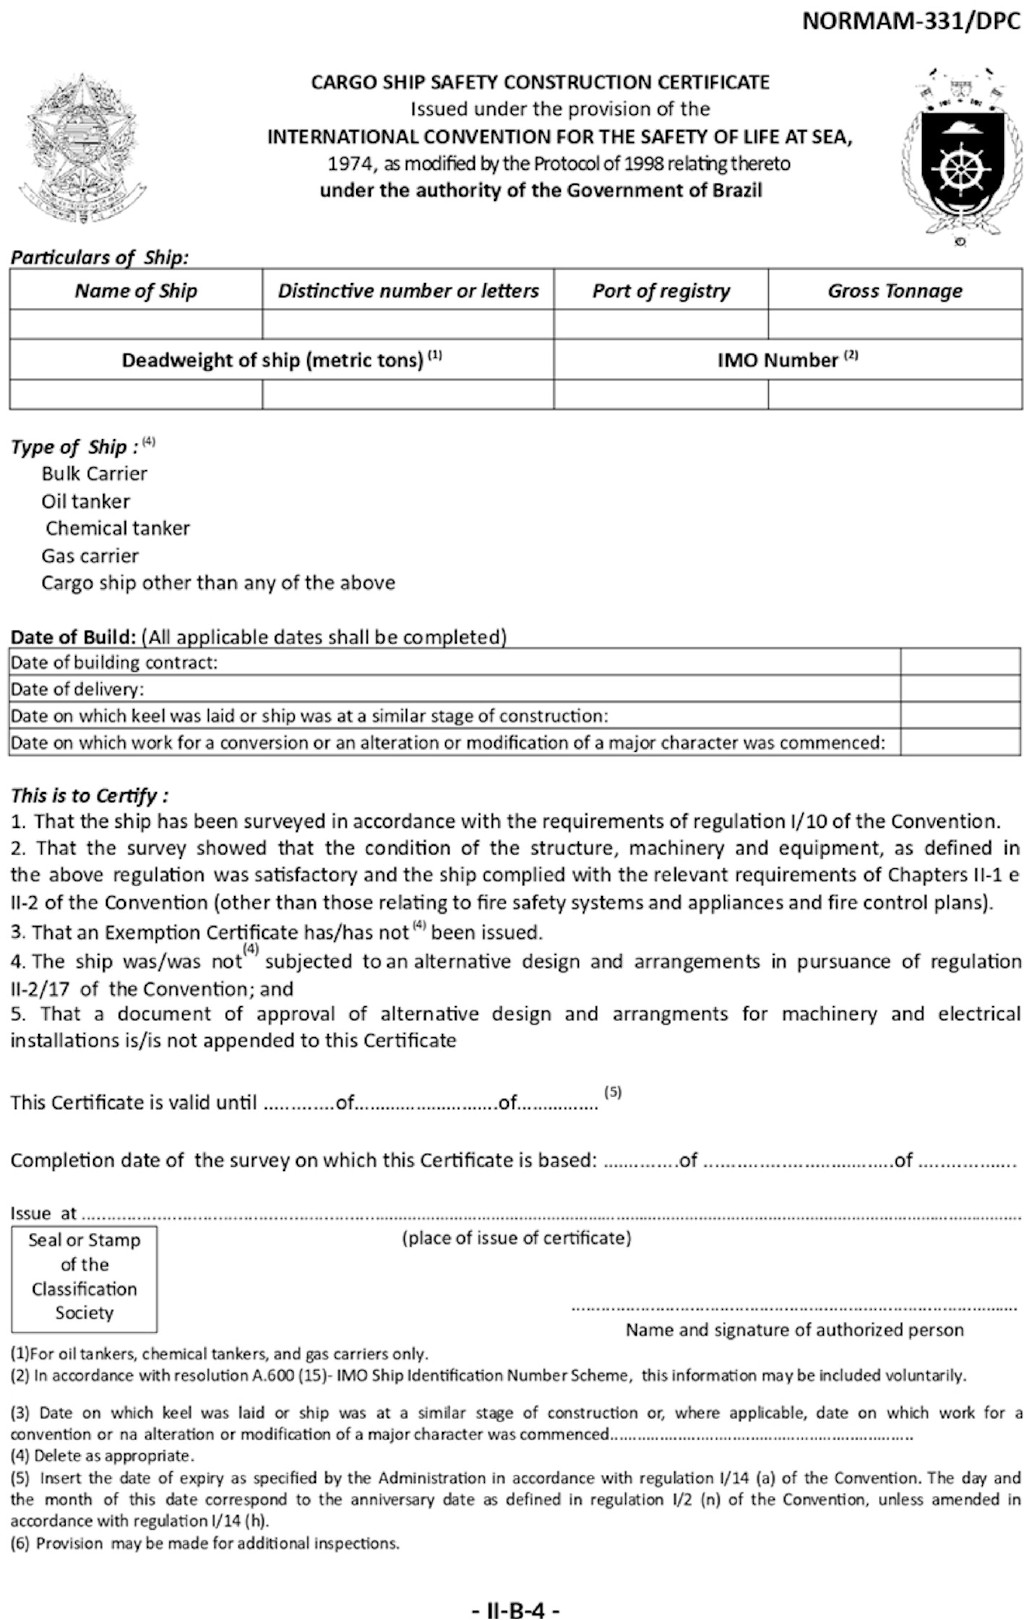 NORMAM-331/DPC
CARGO SHIP SAFETY CONSTRUCTION CERTIFICATE
Issued under the provision of the
INTERNATIONAL CONVENTION FOR THE SAFETY OF LIFE AT SEA,
1974, as modified by the Protocol of 1998 relating thereto
under the authority of the Government of Brazil
Particulars of Ship:
Name of Ship Distinctive number or letters Port of registry Gross Tonnage
Deadweight of ship (metric tons) (1) IMO Number (2)
Type of Ship : (4)
Bulk Carrier
Oil tanker
Chemical tanker
Gas carrier
Cargo ship other than any of the above
Date of Build: (All applicable dates shall be completed)
Date of building contract:
Date of delivery:
Date on which keel was laid or ship was at a similar stage of construction:
Date on which work for a conversion or an alteration or modification of a major character was commenced:
This is to Certify :
1. That the ship has been surveyed in accordance with the requirements of regulation I/10 of the Convention.
2. That the survey showed that the condition of the structure, machinery and equipment, as defined in
the above regulation was satisfactory and the ship complied with the relevant requirements of Chapters II-1 e
II-2 of the Convention (other than those relating to fire safety systems and appliances and fire control plans).
3. That an Exemption Certificate has/has not (4) been issued.
4. The ship was/was not (4) subjected to an alternative design and arrangements in pursuance of regulation
II-2/17 of the Convention; and
5. That a document of approval of alternative design and arrangments for machinery and electrical
installations is/is not appended to this Certificate
This Certificate is valid until .............of..........................of............... (5)
Completion date of the survey on which this Certificate is based: ..............of ...................................of ..................
Issue at ................................................................................
(place of issue of certificate)
Seal or Stamp
of the
Classification
Society
................................................................................
Name and signature of authorized person
(1)For oil tankers, chemical tankers, and gas carriers only.
(2) In accordance with resolution A.600 (15)- IMO Ship Identification Number Scheme, this information may be included voluntarily.
(3) Date on which keel was laid or ship was at a similar stage of construction or, where applicable, date on which work for a
convertion or na alteration or modification of a major character was commenced................................................................
(4) Delete as appropriate.
(5) Insert the date of expiry as specified by the Administration in accordance with regulation I/14 (a) of the Convention. The day and
the month of this date correspond to the anniversary date as defined in regulation I/2 (n) of the Convention, unless amended in
accordance with regulation I/14 (h).
(6) Provision may be made for additional inspections.
- II-B-4 -